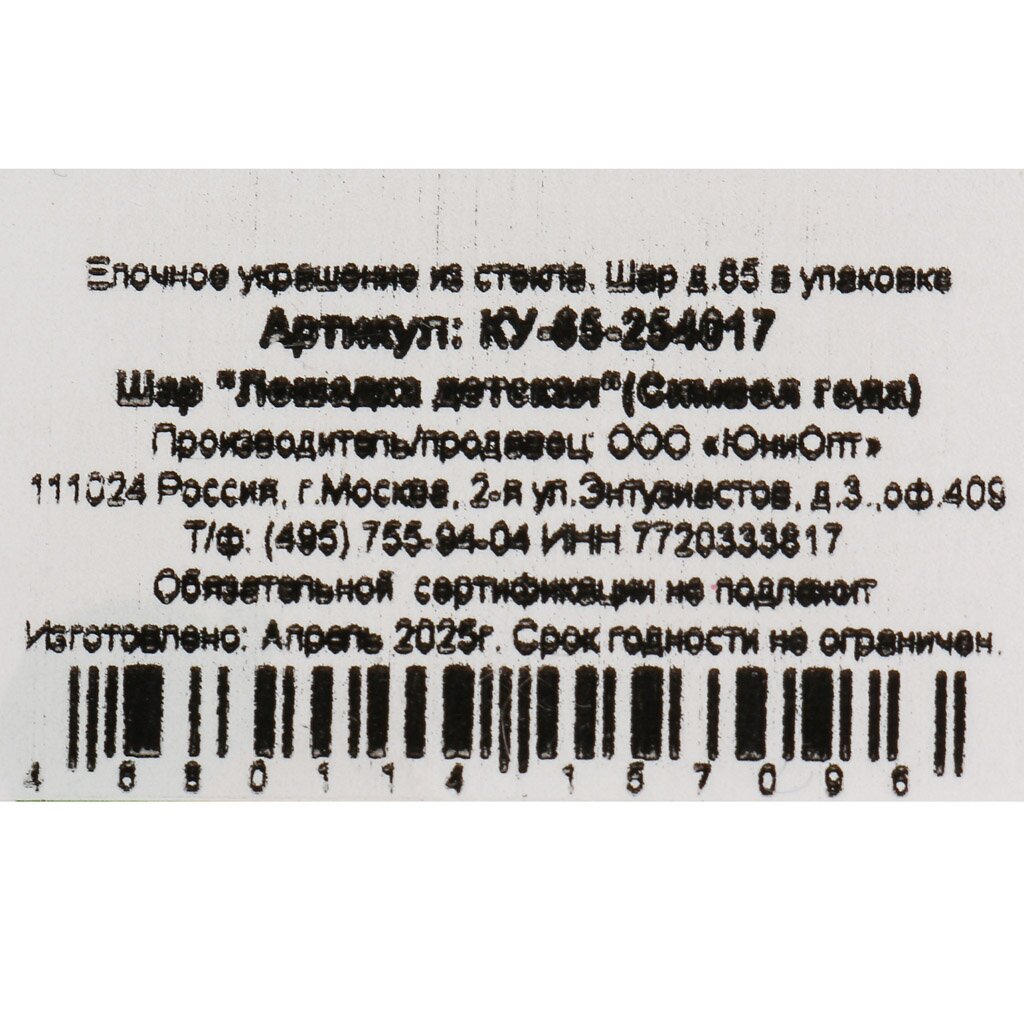 Елочное украшение из стекла. Шар д.65 в упаковке
Артикул: КУ-65-254017
Шар "Лошадка детская"(Символ года)
Производитель/продавец: ООО «ЮниОпт»
111024 Россия, г.Москва, 2-я ул.Энтузиастов, д.3.,оф.409
Т/ф: (495) 755-94-04 ИНН 7720333817
Обязательной сертификации не подлежит
Изготовлено: Апрель 2025г. Срок годности не ограничен.
1 680114 157096